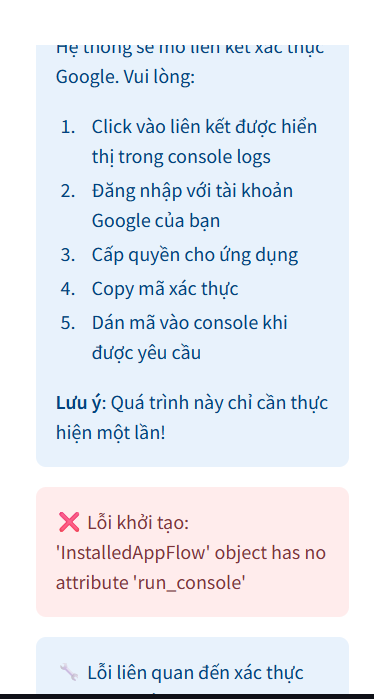 Hệ thống sẽ mở liên kết xác thực
Google. Vui lòng:
1. Click vào liên kết được hiển
thị trong console logs
2. Đăng nhập với tài khoản
Google của bạn
3. Cấp quyền cho ứng dụng
4. Copy mã xác thực
5. Dán mã vào console khi
được yêu cầu
Lưu ý: Quá trình này chỉ cần thực
hiện một lần!
❌ Lỗi khởi tạo:
'InstalledAppFlow' object has no
attribute 'run_console'
🔧 Lỗi liên quan đến xác thực